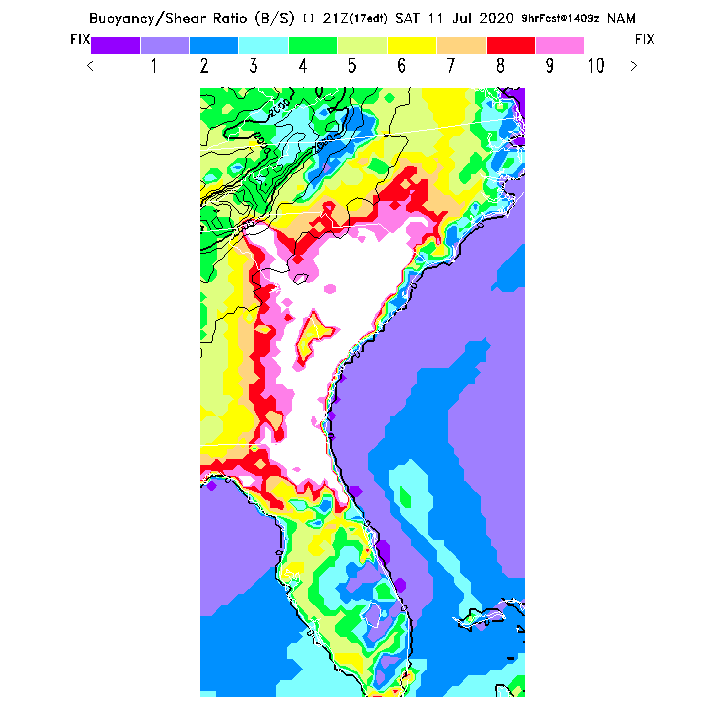 Buoyancy/Shear Ratio (B/S) [] 21Z(17edt) SAT 11 Jul 2020 9hrFcst@1409z NAM
FIX FIX
< 1 2 3 4 5 6 7 8 9 10 >
2000